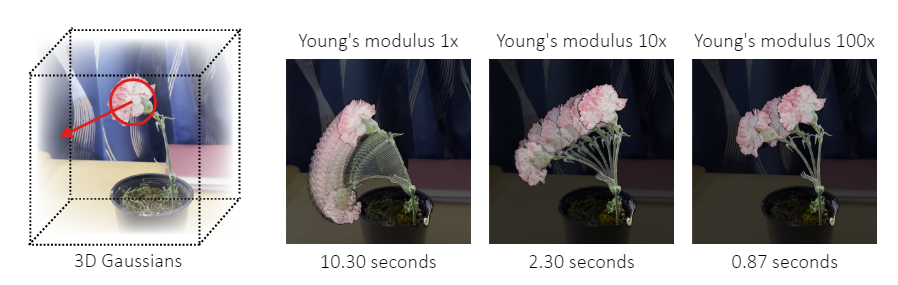 Young's modulus 1x
Young's modulus 10x
Young's modulus 100x
3D Gaussians
10.30 seconds
2.30 seconds
0.87 seconds